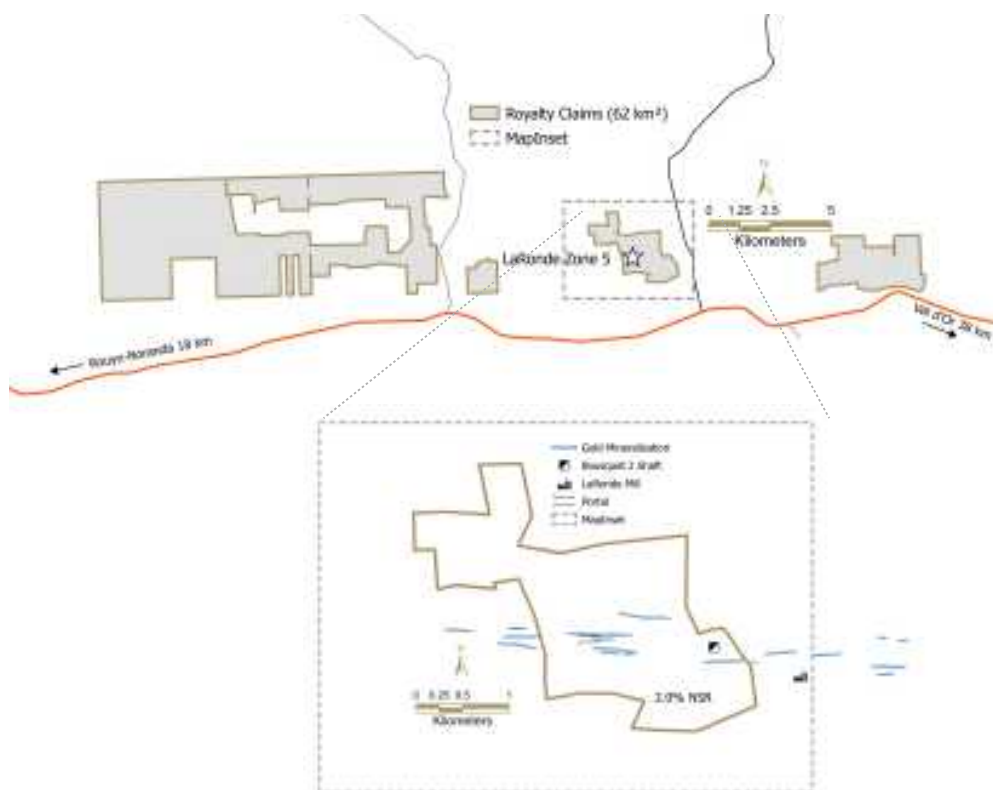 Royalty Claims (62 km²)
MapInset
0 1.25 2.5 5
Kilometers
LaRonde Zone 5
Rouyn-Noranda 18 km
Val d'Or 28 km
Gold Mineralisation
Bousquet 2 Shaft
LaRonde Mill
Portal
MapInset
0 0.25 0.5 1
Kilometers
2.0% NSR